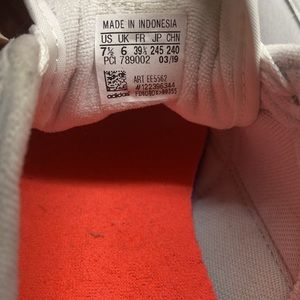 MADE IN INDONESIA
US UK FR JP CHN
7½ 6 39⅓ 245 240
PCI 789002 03/19
ART EE5562
#122396344
adidas